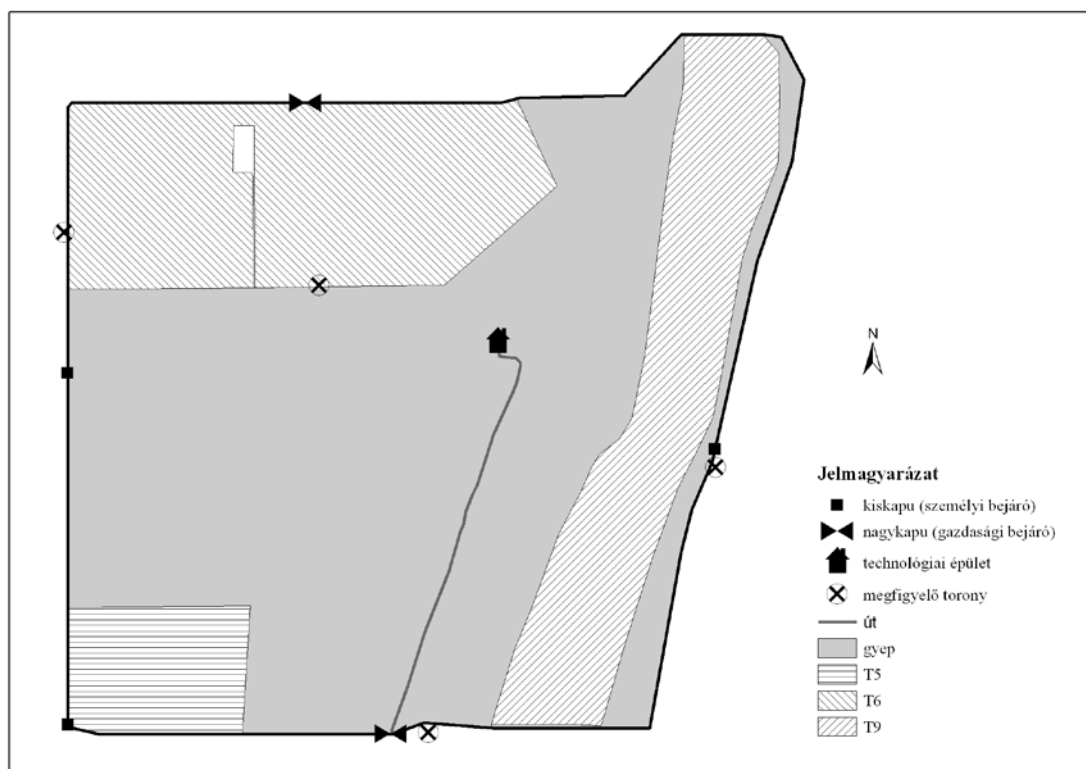 N
Jelmagyarázat
kiskapu (személyi bejáró)
nagykapu (gazdasági bejáró)
technológiai épület
megfigyelő torony
út
gyep
T5
T6
T9